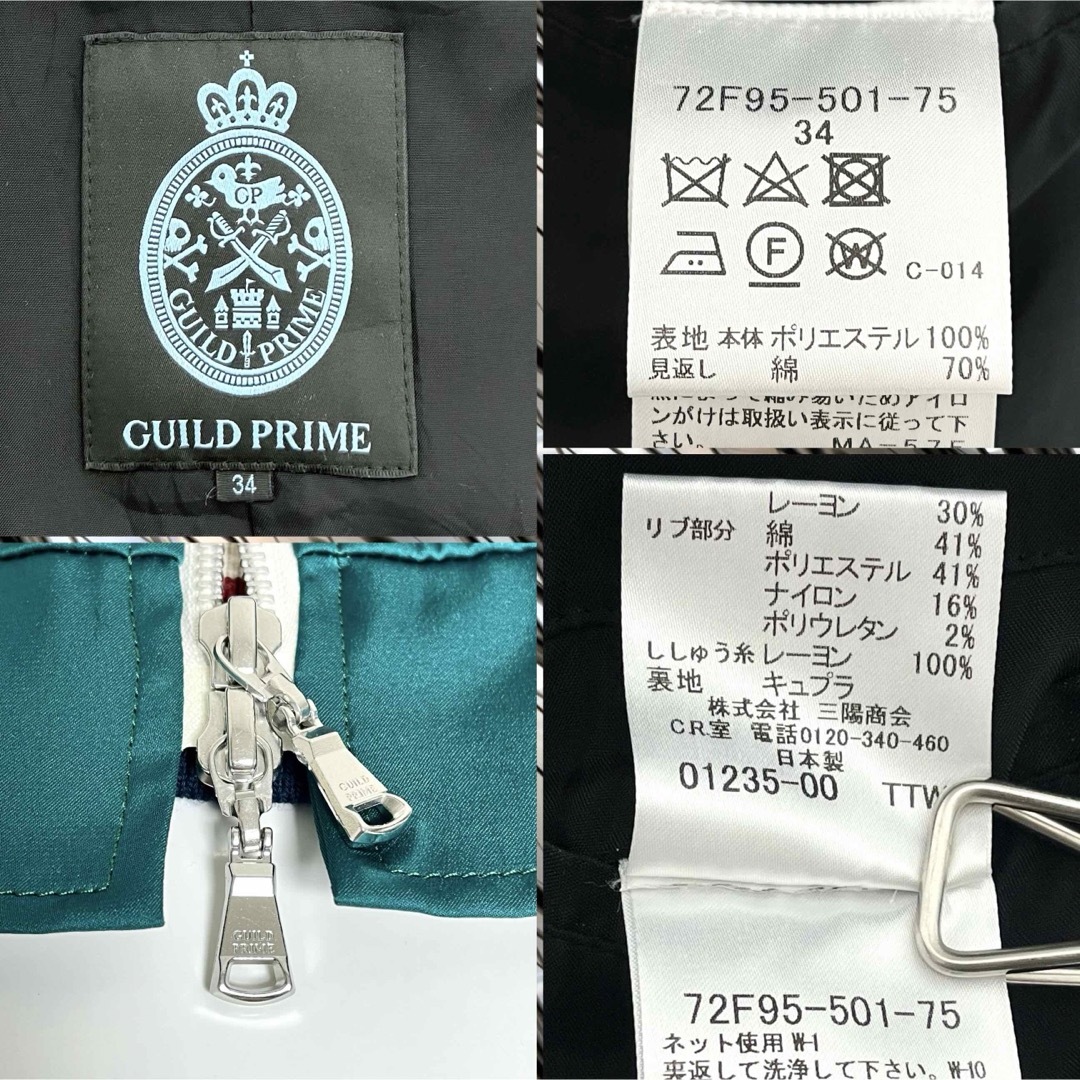 GP
GUILD PRIME
GUILD PRIME
34
72F95-501-75
34
F
W
C-014
表地 本体 ポリエステル 100%
見返し 綿 70%
ンがけは取扱い表示に従って下
さい。
レーヨン 30%
リブ部分 綿 41%
ポリエステル 41%
ナイロン 16%
ポリウレタン 2%
ししゅう糸 レーヨン 100%
裏地 キュプラ
株式会社 三陽商会
CR室 電話0120-340-460
日本製
01235-00 TTW
GUILD
PRIME
GUILD
PRIME
72F95-501-75
ネット使用 W-1
裏返して洗浄して下さい。W-10